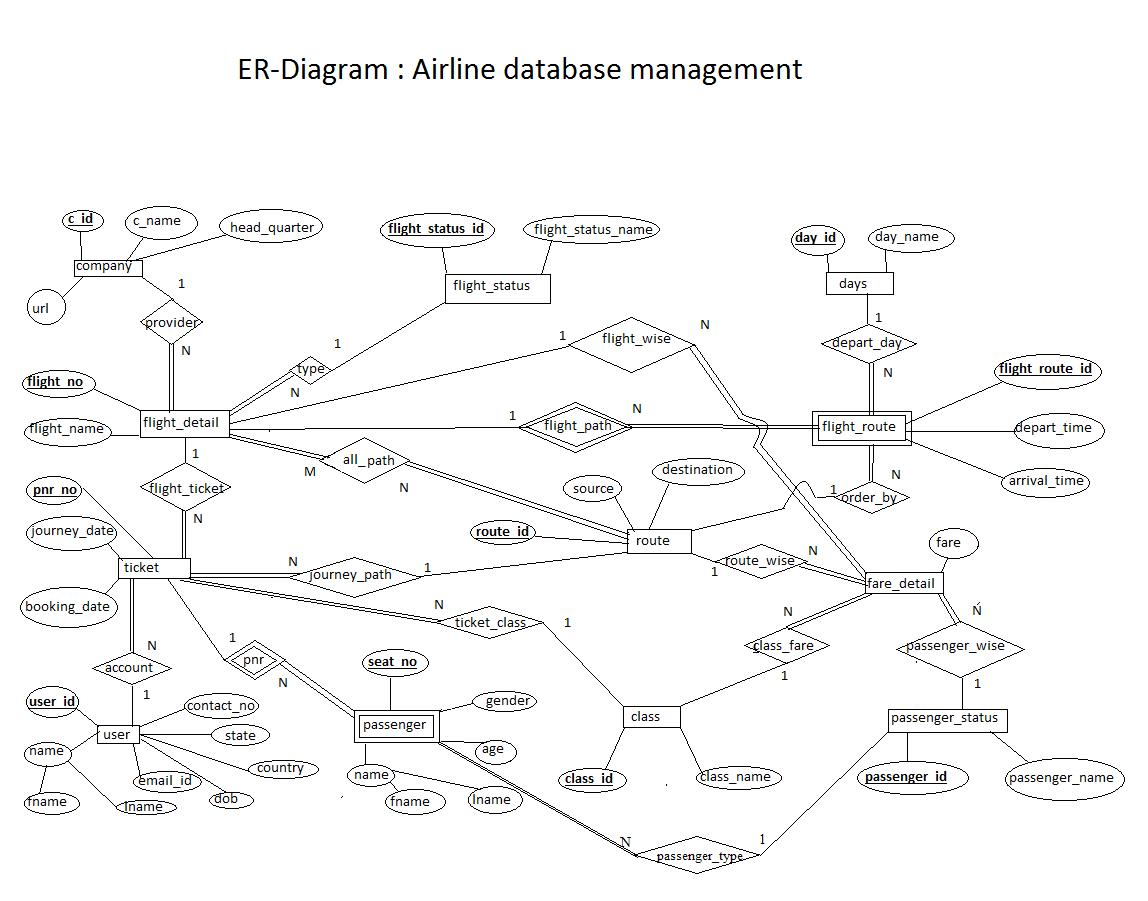 ER-Diagram : Airline database management
c_id
c_name
head_quarter
flight_status_id
flight_status_name
day_id
day_name
company
flight_status
days
url
1
provider
N
1
type
N
1
flight_wise
N
1
depart_day
N
flight_no
flight_name
flight_detail
1
flight_path
N
flight_route
flight_route_id
depart_time
arrival_time
1
flight_ticket
N
M
all_path
N
source
destination
1
order_by
N
pnr_no
journey_date
ticket
booking_date
route_id
route
N
journey_path
1
1
route_wise
N
fare
fare_detail
N
ticket_class
1
N
class_fare
1
N
passenger_wise
1
N
account
1
1
pnr
N
seat_no
gender
passenger
age
name
fname
lname
user_id
contact_no
user
state
name
country
email_id
dob
fname
lname
class
class_id
class_name
passenger_status
passenger_id
passenger_name
N
passenger_type
1